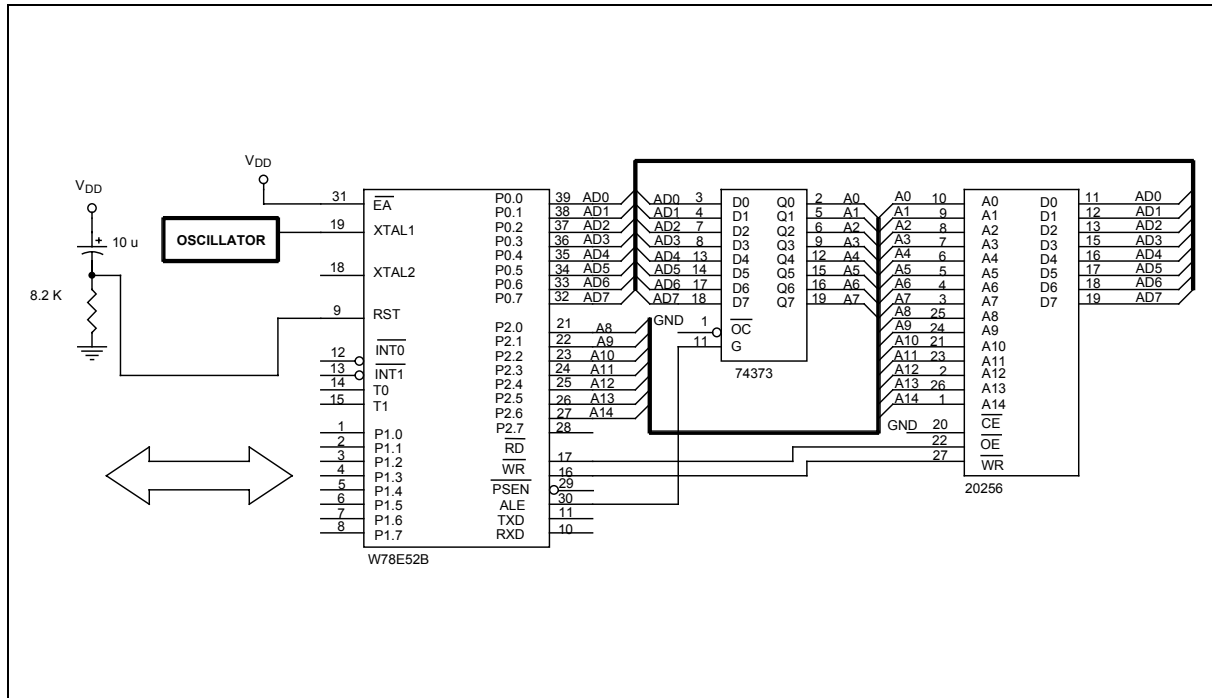 VDD
10 u
8.2 K
VDD
OSCILLATOR
31 EA
19 XTAL1
18 XTAL2
9 RST
12 INT0
13 INT1
14 T0
15 T1
1 P1.0
2 P1.1
3 P1.2
4 P1.3
5 P1.4
6 P1.5
7 P1.6
8 P1.7
P0.0 39 AD0
P0.1 38 AD1
P0.2 37 AD2
P0.3 36 AD3
P0.4 35 AD4
P0.5 34 AD5
P0.6 33 AD6
P0.7 32 AD7
P2.0 21 A8
P2.1 22 A9
P2.2 23 A10
P2.3 24 A11
P2.4 25 A12
P2.5 26 A13
P2.6 27 A14
P2.7 28
RD 17
WR 16
PSEN 29
ALE 30
TXD 11
RXD 10
W78E52B
AD0 3 D0 Q0 2 A0
AD1 4 D1 Q1 5 A1
AD2 7 D2 Q2 6 A2
AD3 8 D3 Q3 9 A3
AD4 13 D4 Q4 12 A4
AD5 14 D5 Q5 15 A5
AD6 17 D6 Q6 16 A6
AD7 18 D7 Q7 19 A7
GND 1 OC
11 G
74373
A0 10 A0 D0 11 AD0
A1 9 A1 D1 12 AD1
A2 8 A2 D2 13 AD2
A3 7 A3 D3 15 AD3
A4 6 A4 D4 16 AD4
A5 5 A5 D5 17 AD5
A6 4 A6 D6 18 AD6
A7 3 A7 D7 19 AD7
A8 25 A8
A9 24 A9
A10 21 A10
A11 23 A11
A12 2 A12
A13 26 A13
A14 1 A14
GND 20 CE
22 OE
27 WR
20256